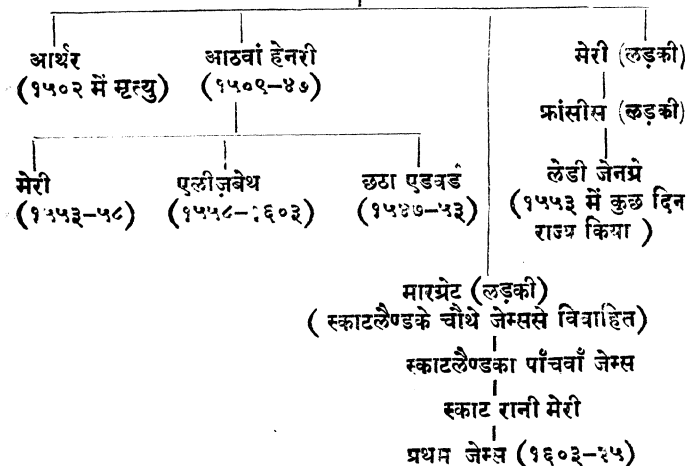 आर्थर
(१५०२ में मृत्यु)
आठवां हेनरी
(१५०९-४७)
मेरी (लड़की)
फ्रांसीस (लड़की)
लेडी जेनग्रे
(१५५३ में कुछ दिन
राज्य किया )
मेरी
(१५५३-५८)
एलीज़बेथ
(१५५८-१६०३)
छठा एडवर्ड
(१५४७-५३)
मारग्रेट (लड़की)
( स्काटलैण्डके चौथे जेम्ससे विवाहित)
स्काटलैण्डका पाँचवाँ जेम्स
स्काट रानी मेरी
प्रथम जेम्स (१६०३-२५)